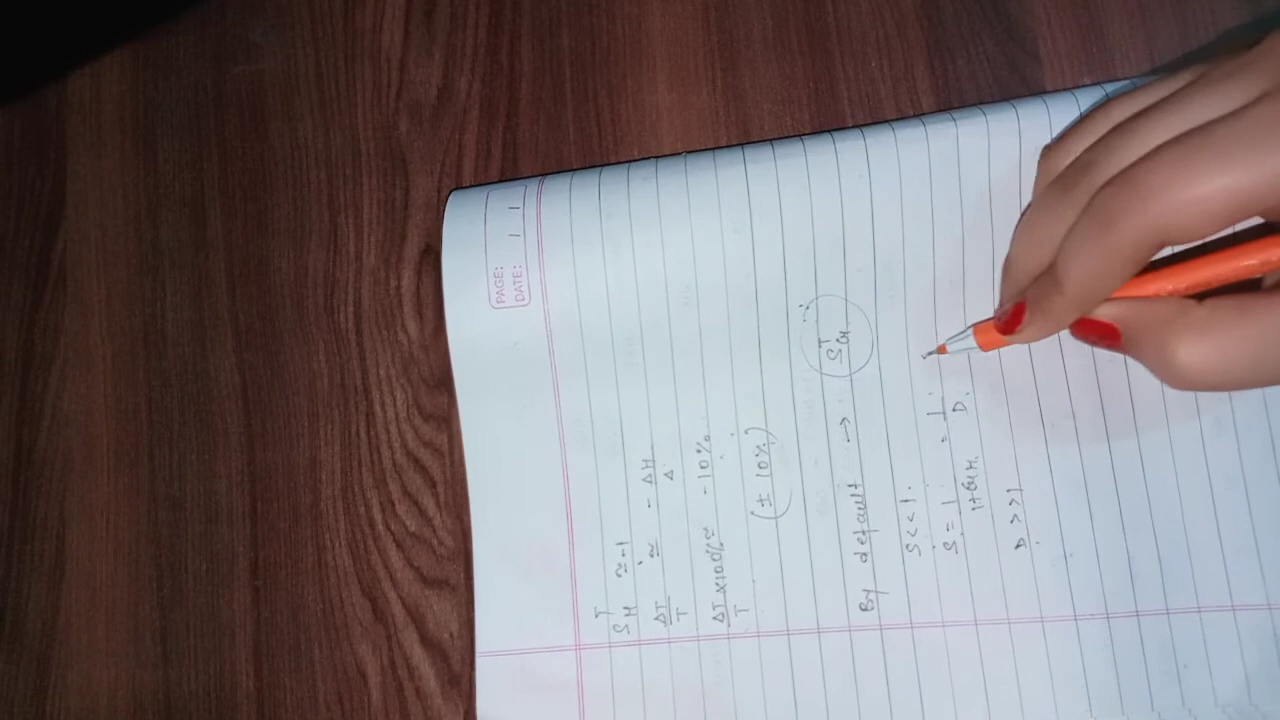 PAGE:
DATE: / /
S^T_H ≃ -1
ΔT/T ≃ - ΔH/Δ
ΔT/T ×100% ≃ -10%
(± 10%)
By default → S^T_G
S << 1.
S = 1/1+GH = 1/D.
D >> 1